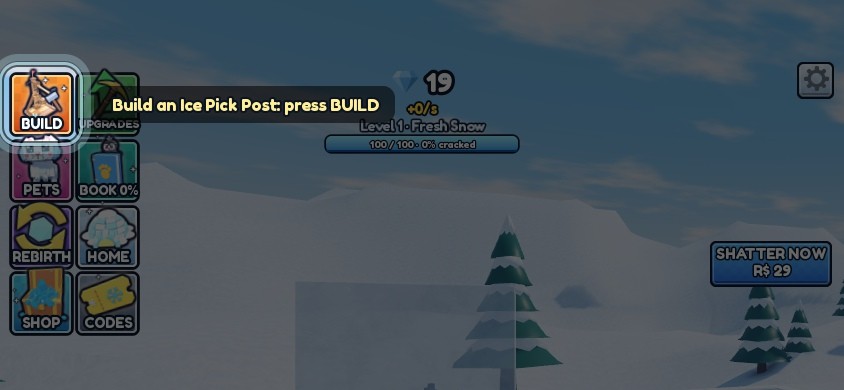 19
+0/s
Level 1 · Fresh Snow
100 / 100 · 0% cracked
BUILD
UPGRADES
Build an Ice Pick Post: press BUILD
PETS
BOOK 0%
REBIRTH
HOME
SHOP
CODES
SHATTER NOW
R$ 29